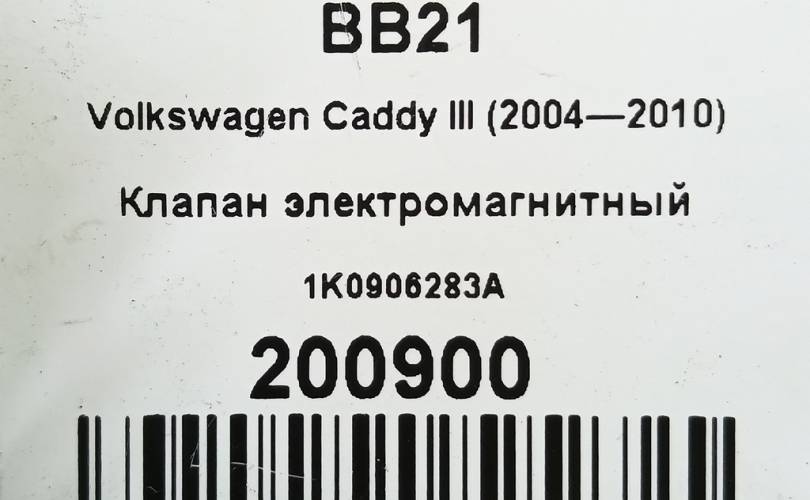 BB21
Volkswagen Caddy III (2004—2010)
Клапан электромагнитный
1K0906283A
200900